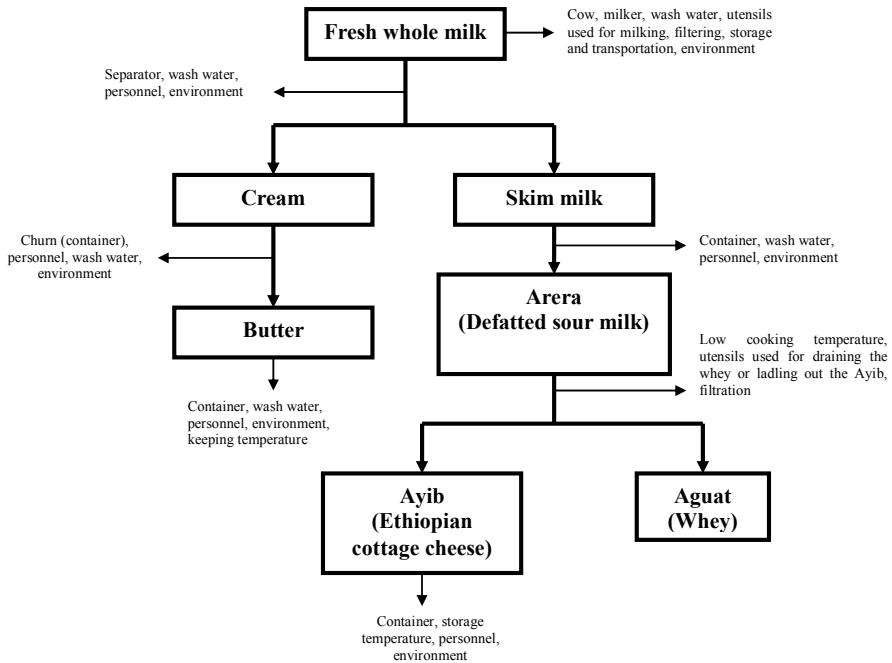 Fresh whole milk
Cow, milker, wash water, utensils
used for milking, filtering, storage
and transportation, environment
Separator, wash water,
personnel, environment
Cream
Skim milk
Churn (container),
personnel, wash water,
environment
Container, wash water,
personnel, environment
Butter
Arera
(Defatted sour milk)
Low cooking temperature,
utensils used for draining the
whey or ladling out the Ayib,
filtration
Container, wash water,
personnel, environment,
keeping temperature
Ayib
(Ethiopian
cottage cheese)
Aguat
(Whey)
Container, storage
temperature, personnel,
environment